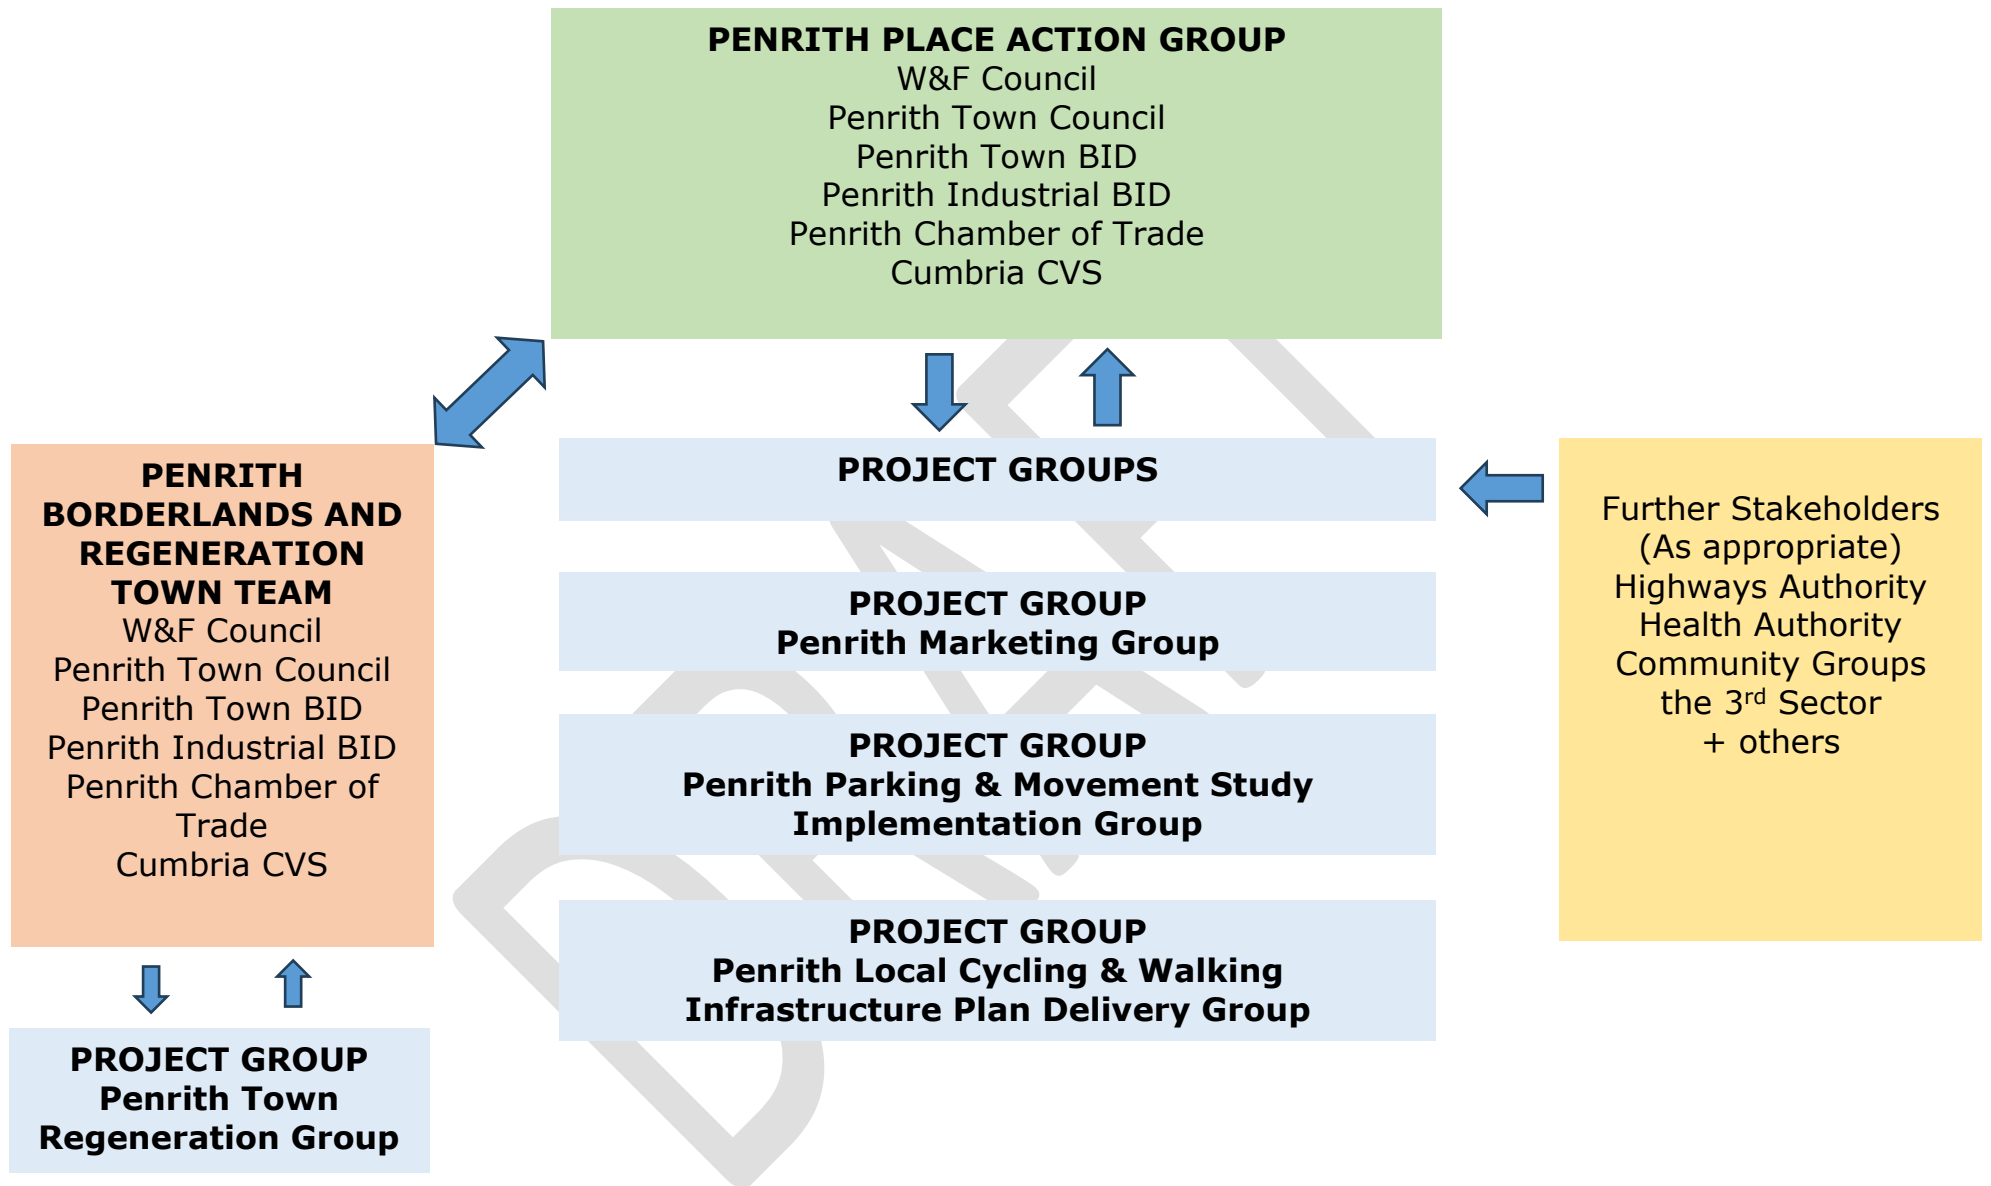 PENRITH PLACE ACTION GROUP
W&F Council
Penrith Town Council
Penrith Town BID
Penrith Industrial BID
Penrith Chamber of Trade
Cumbria CVS
PENRITH
BORDERLANDS AND
REGENERATION
TOWN TEAM
W&F Council
Penrith Town Council
Penrith Town BID
Penrith Industrial BID
Penrith Chamber of
Trade
Cumbria CVS
PROJECT GROUP
Penrith Town
Regeneration Group
PROJECT GROUPS
PROJECT GROUP
Penrith Marketing Group
PROJECT GROUP
Penrith Parking & Movement Study
Implementation Group
PROJECT GROUP
Penrith Local Cycling & Walking
Infrastructure Plan Delivery Group
Further Stakeholders
(As appropriate)
Highways Authority
Health Authority
Community Groups
the 3rd Sector
+ others
DRAFT